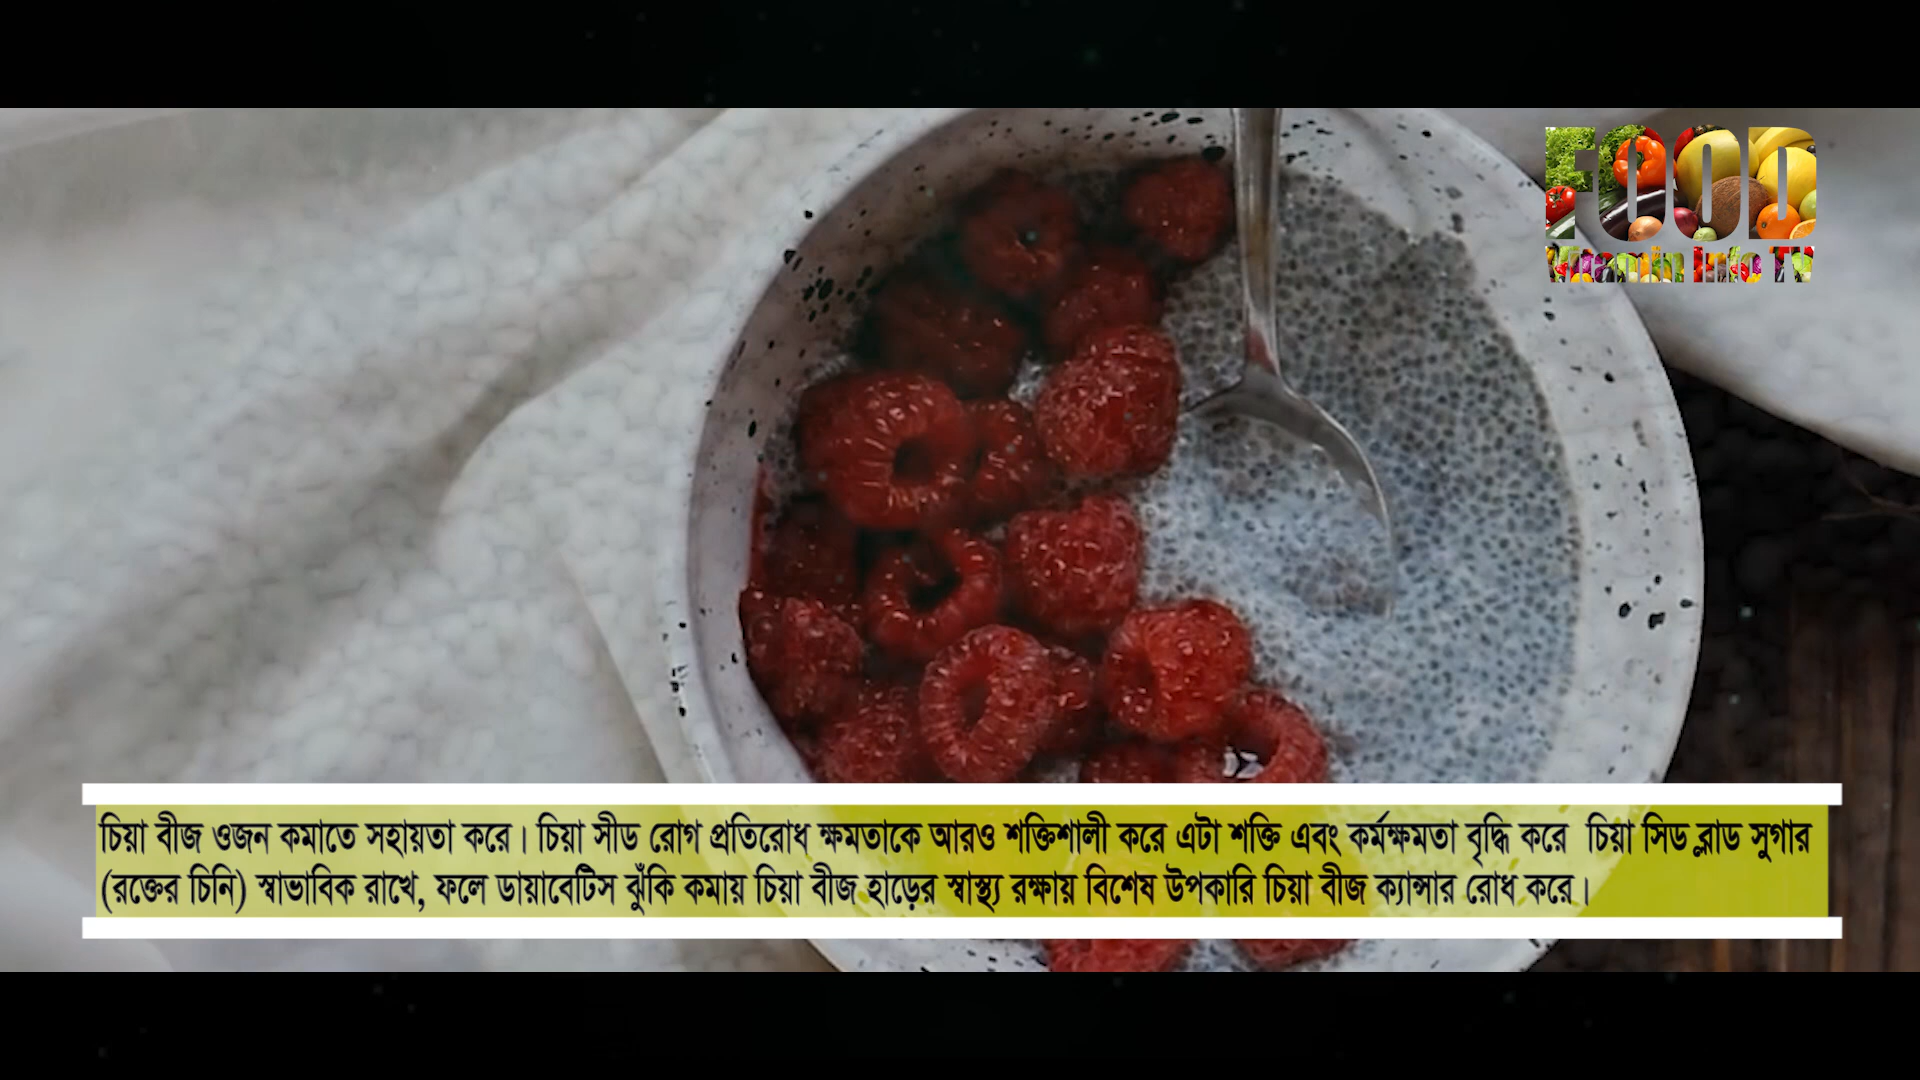 FOOD
Vitamin Info TV
চিয়া বীজ ওজন কমাতে সহায়তা করে। চিয়া সীড রোগ প্রতিরোধ ক্ষমতাকে আরও শক্তিশালী করে এটা শক্তি এবং কর্মক্ষমতা বৃদ্ধি করে চিয়া সিড ব্লাড সুগার
(রক্তের চিনি) স্বাভাবিক রাখে, ফলে ডায়াবেটিস ঝুঁকি কমায় চিয়া বীজ হাড়ের স্বাস্থ্য রক্ষায় বিশেষ উপকারি চিয়া বীজ ক্যান্সার রোধ করে।